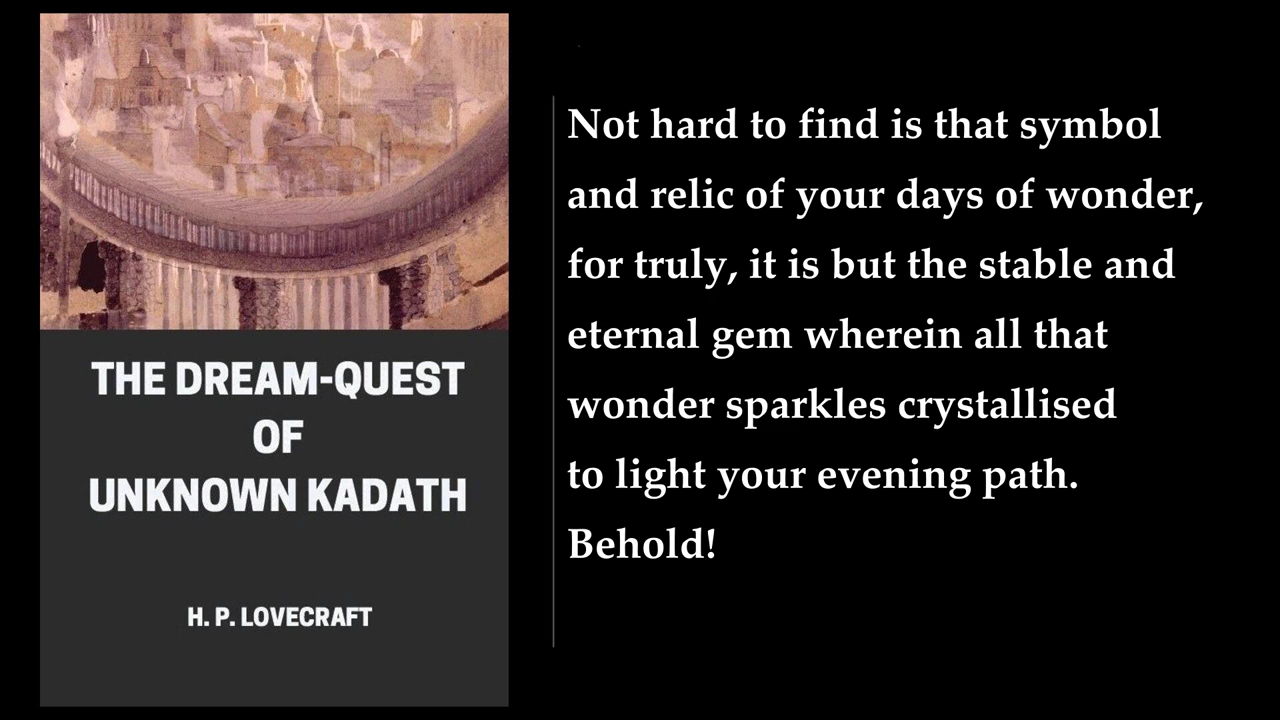 THE DREAM-QUEST
OF
UNKNOWN KADATH
H. P. LOVECRAFT
Not hard to find is that symbol
and relic of your days of wonder,
for truly, it is but the stable and
eternal gem wherein all that
wonder sparkles crystallised
to light your evening path.
Behold!